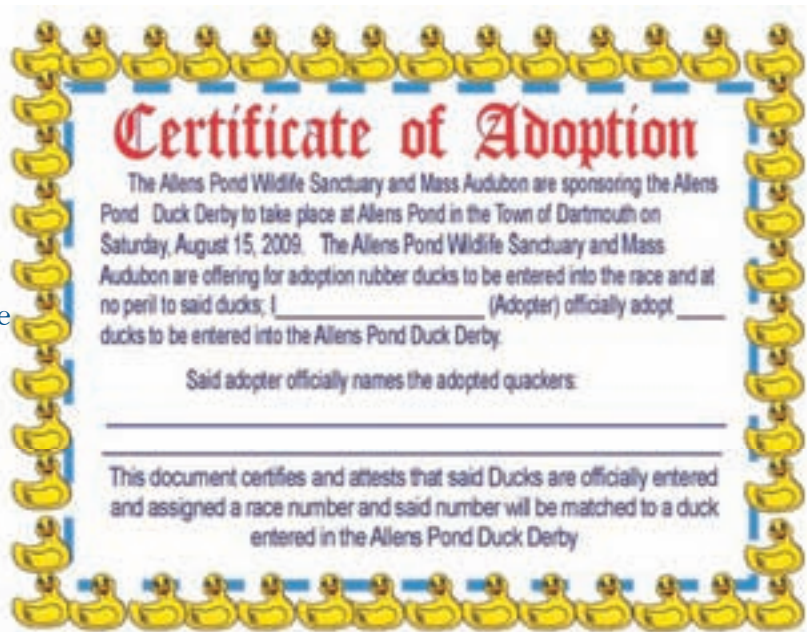 Certificate of Adoption
The Allens Pond Wildlife Sanctuary and Mass Audubon are sponsoring the Allens
Pond Duck Derby to take place at Allens Pond in the Town of Dartmouth on
Saturday, August 15, 2009. The Allens Pond Wildlife Sanctuary and Mass
Audubon are offering for adoption rubber ducks to be entered into the race and at
e
no peril to said ducks; I____________________ (Adopter) officially adopt _____
ducks to be entered into the Allens Pond Duck Derby.
Said adopter officially names the adopted quackers:
This document certifies and attests that said Ducks are officially entered
and assigned a race number and said number will be matched to a duck
entered in the Allens Pond Duck Derby